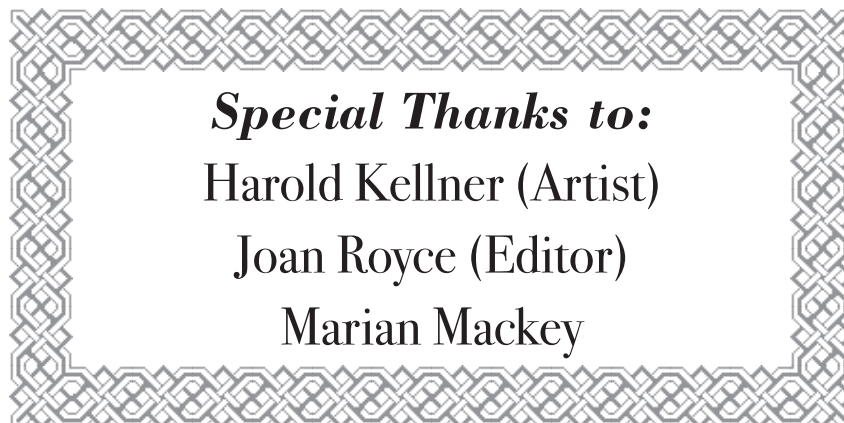 Special Thanks to:
Harold Kellner (Artist)
Joan Royce (Editor)
Marian Mackey